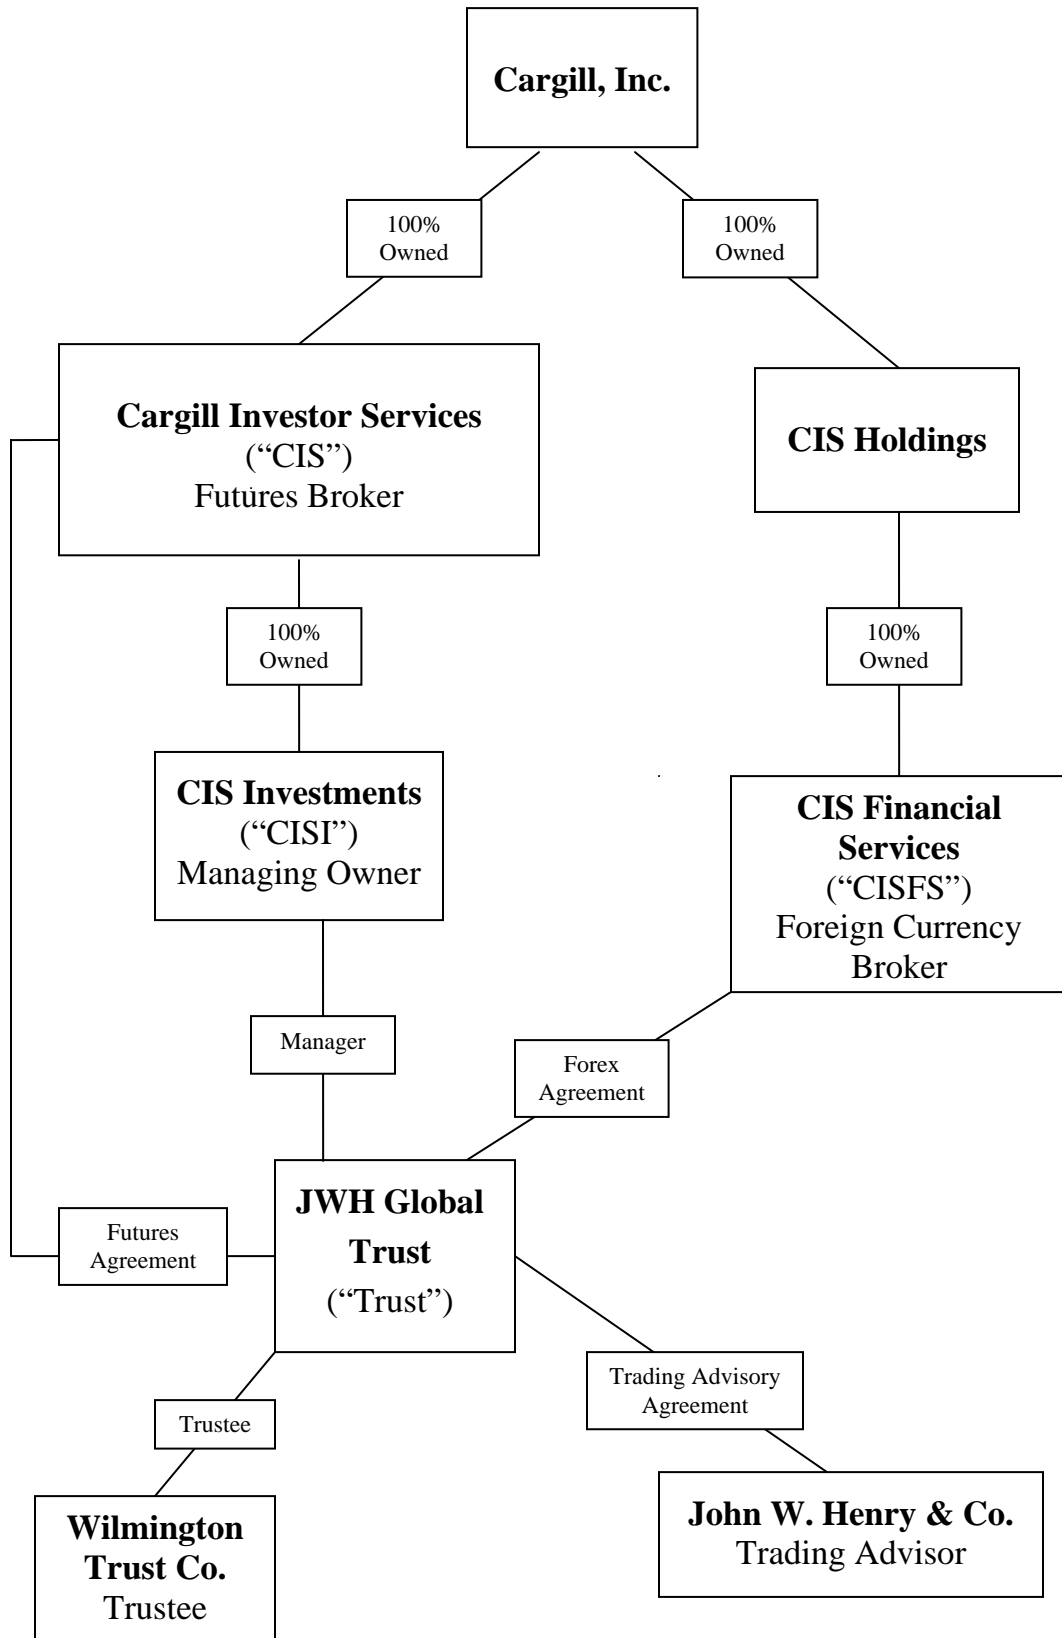 Cargill, Inc.
100%
Owned
100%
Owned
Cargill Investor Services
(“CIS”)
Futures Broker
CIS Holdings
100%
Owned
100%
Owned
CIS Investments
(“CISI”)
Managing Owner
CIS Financial
Services
(“CISFS”)
Foreign Currency
Broker
Manager
Forex
Agreement
JWH Global
Trust
(“Trust”)
Futures
Agreement
Trading Advisory
Agreement
Trustee
Wilmington
Trust Co.
Trustee
John W. Henry & Co.
Trading Advisor